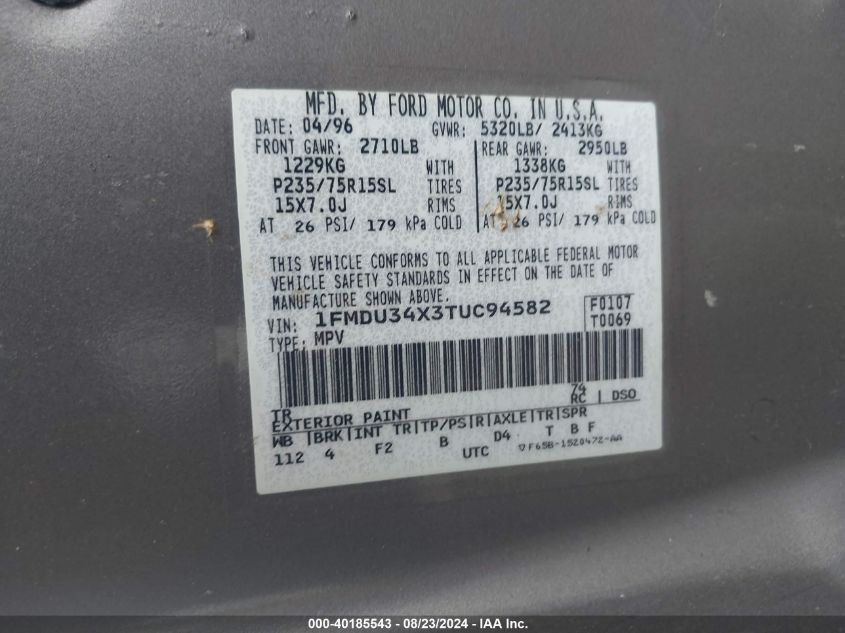 MFD. BY FORD MOTOR CO. IN U.S.A.
DATE: 04/96 GVWR: 5320LB/ 2413KG
FRONT GAWR: 2710LB REAR GAWR: 2950LB
1229KG WITH 1338KG WITH
P235/75R15SL TIRES P235/75R15SL TIRES
15X7.0J RIMS 15X7.0J RIMS
AT 26 PSI/ 179 kPa COLD AT 26 PSI/ 179 kPa COLD
THIS VEHICLE CONFORMS TO ALL APPLICABLE FEDERAL MOTOR
VEHICLE SAFETY STANDARDS IN EFFECT ON THE DATE OF
MANUFACTURE SHOWN ABOVE.
VIN: 1FMDU34X3TUC94582 F0107
TYPE: MPV T0069
74
TR RC | DSO
EXTERIOR PAINT
WB |BRK|INT TR|TP/PS|R|AXLE|TR|SPR
112 4 F2 B D4 T B F
UTC ▽F65B-1520472-AA
000-40185543 - 08/23/2024 - IAA Inc.